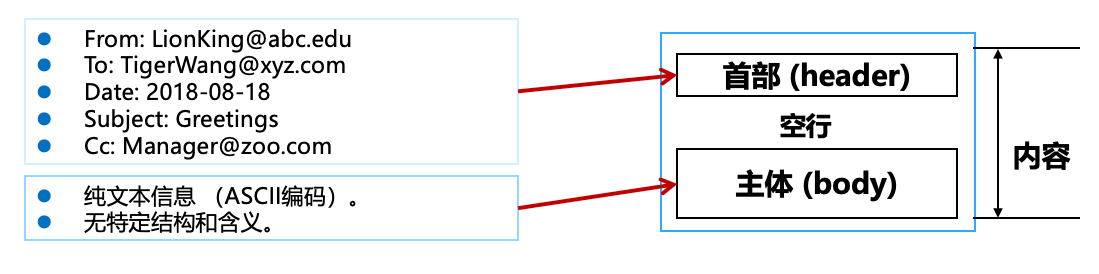 From: LionKing@abc.edu
To: TigerWang@xyz.com
Date: 2018-08-18
Subject: Greetings
Cc: Manager@zoo.com
纯文本信息 （ASCII编码）。
无特定结构和含义。
首部 (header)
空行
主体 (body)
内容